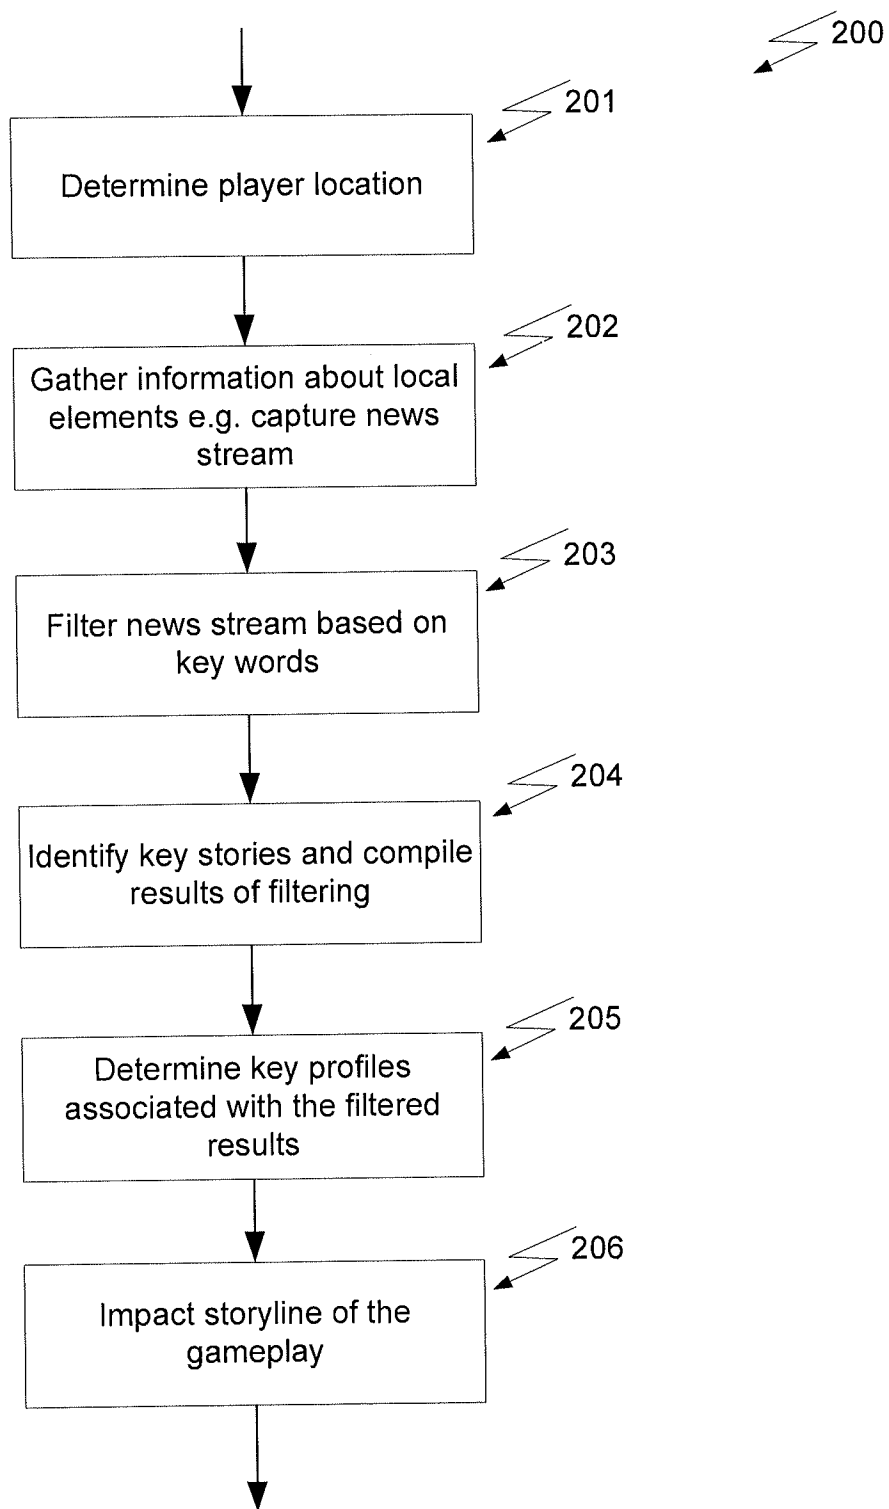 200
201
Determine player location
202
Gather information about local
elements e.g. capture news
stream
203
Filter news stream based on
key words
204
Identify key stories and compile
results of filtering
205
Determine key profiles
associated with the filtered
results
206
Impact storyline of the
gameplay